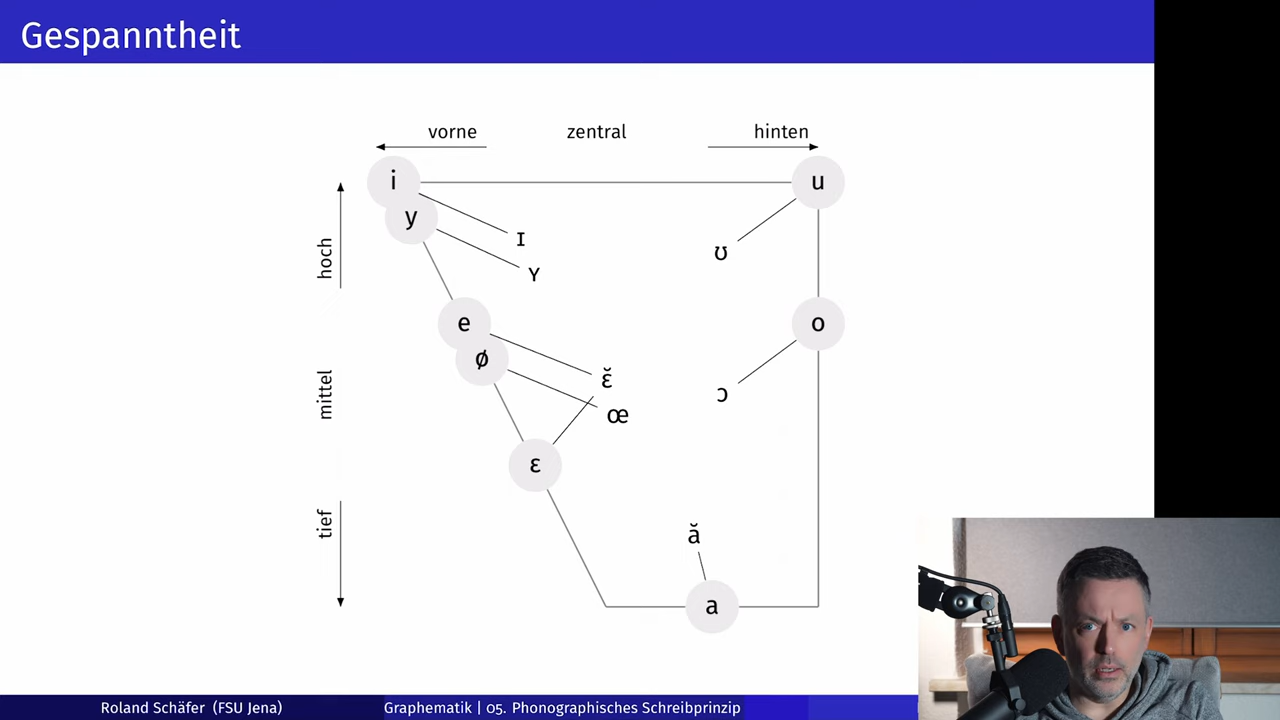 Gespanntheit
vorne zentral hinten
i u
y
ɪ
ʊ
ʏ
hoch
e o
ø
ɛ̆
mittel
ɔ
œ
ɛ
tief
ă
a
Roland Schäfer (FSU Jena) Graphematik | 05. Phonographisches Schreibprinzip